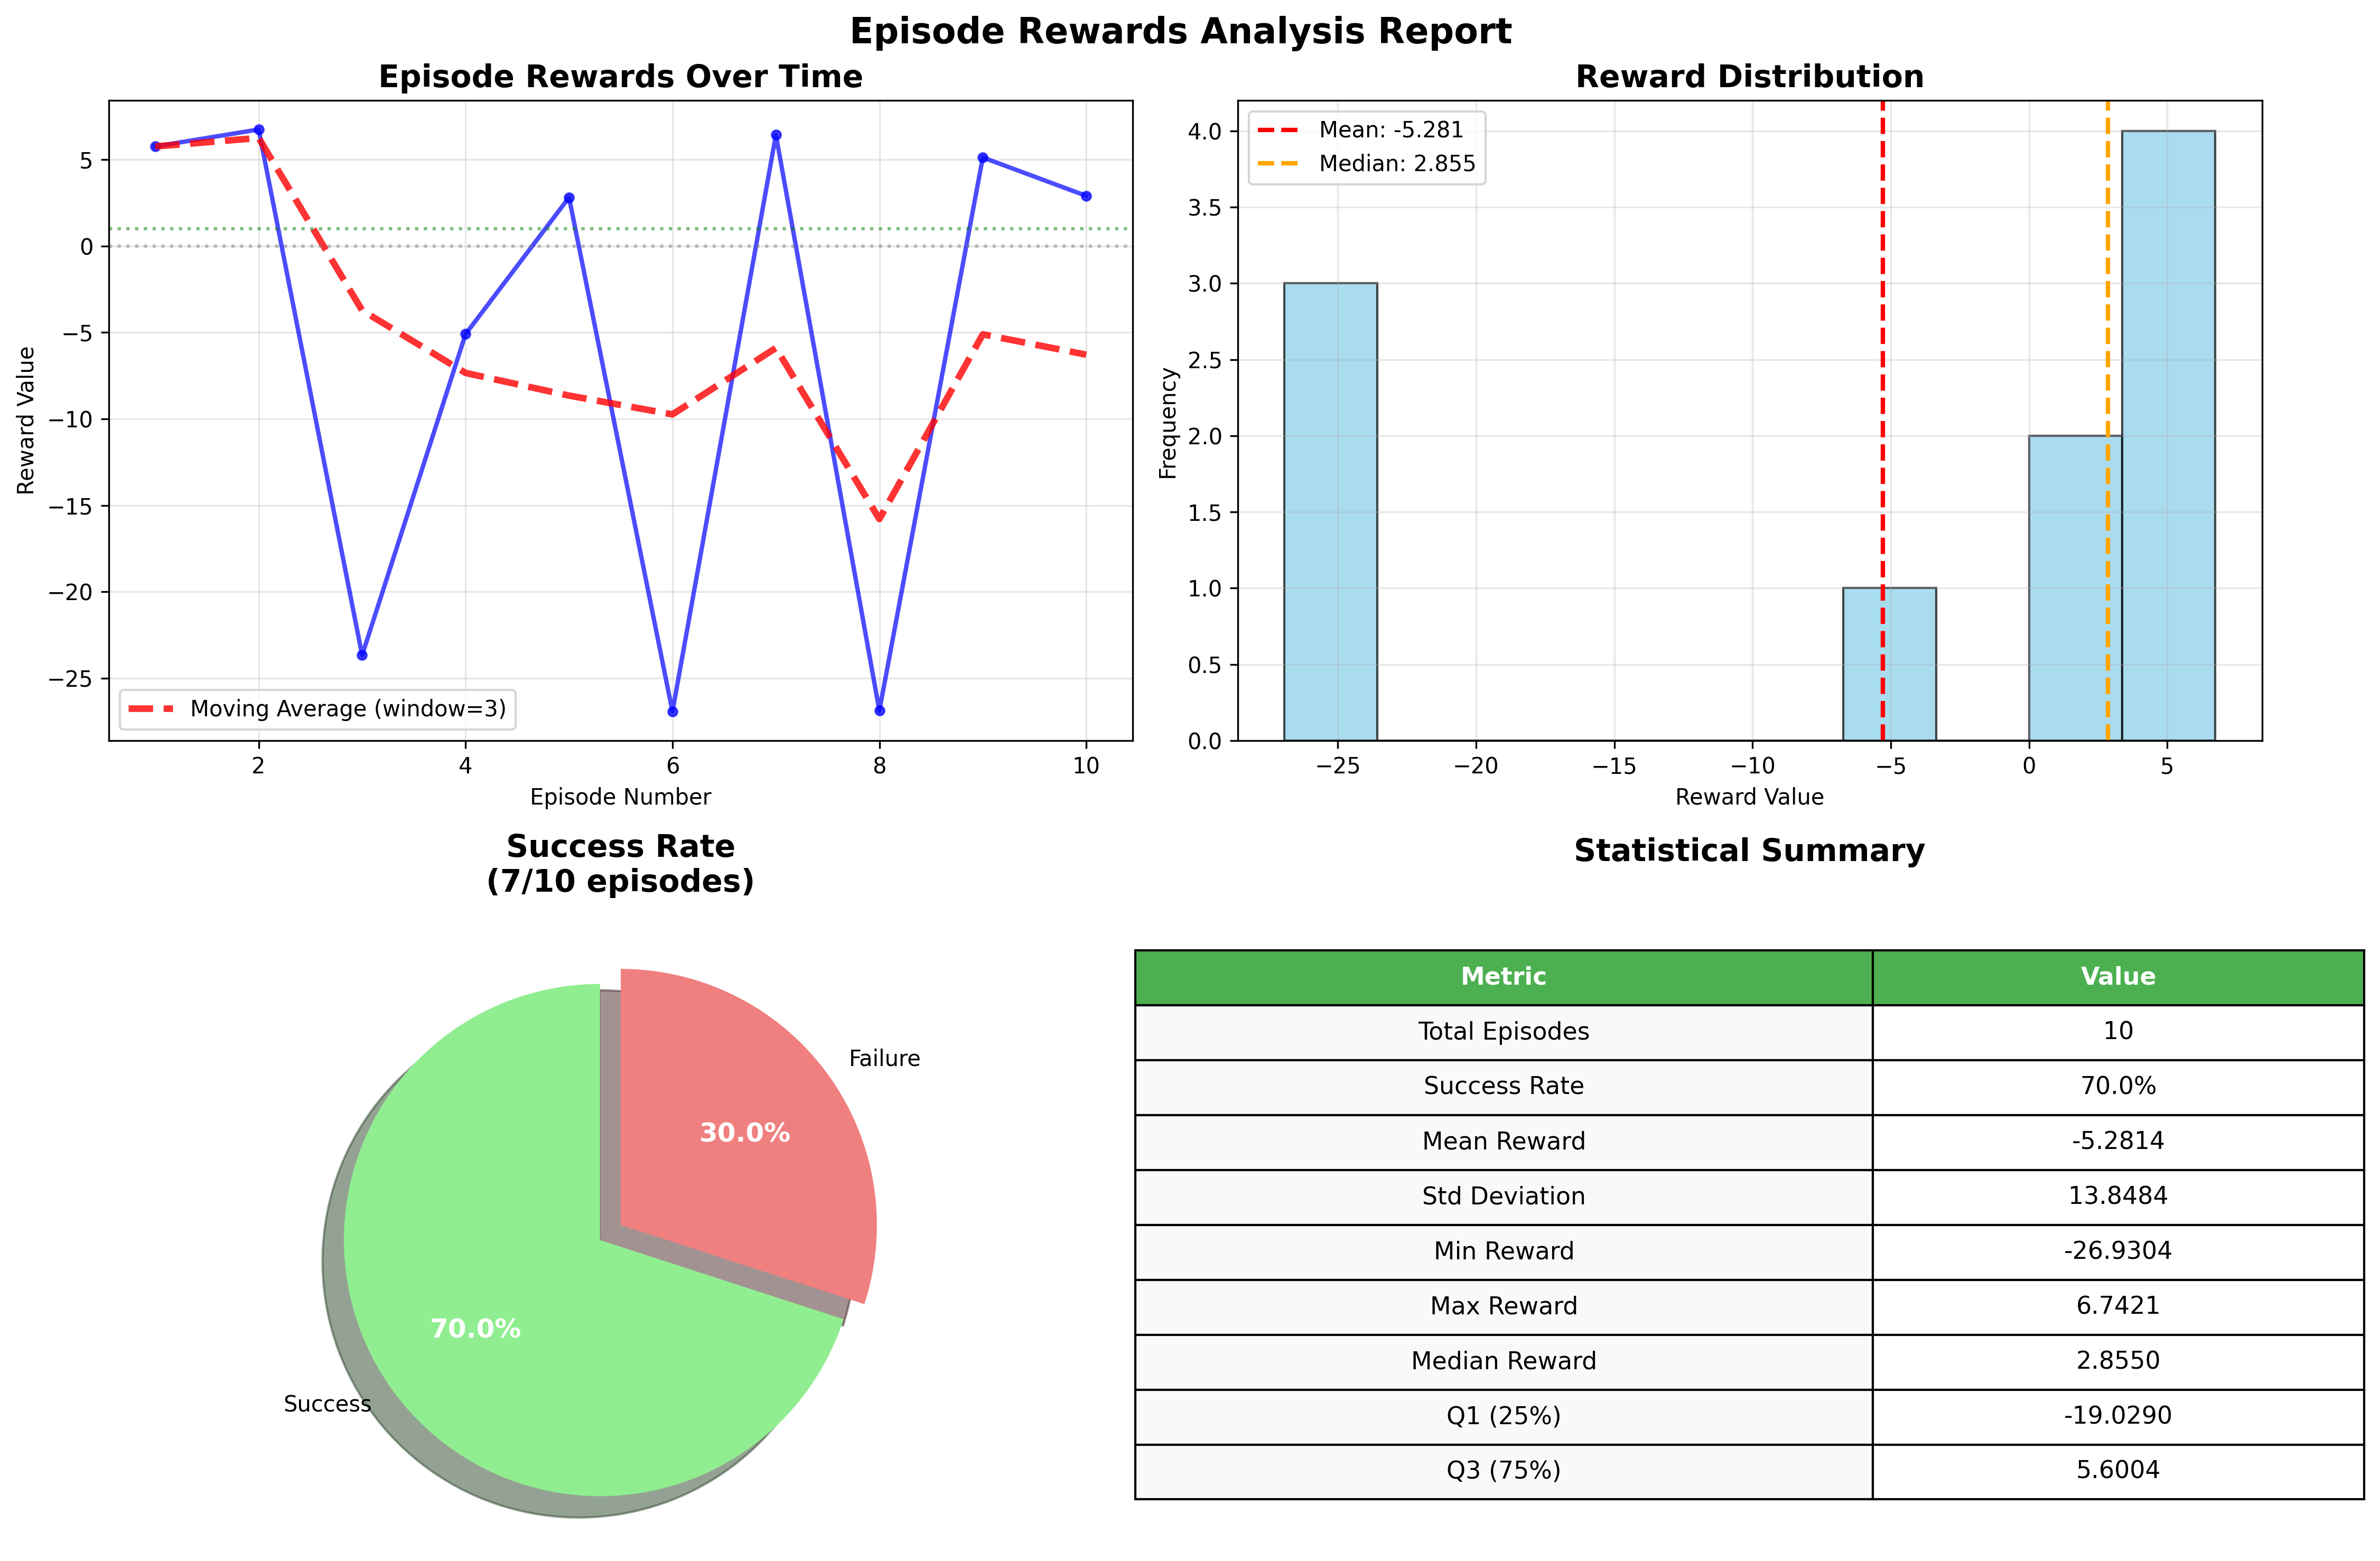 Episode Rewards Analysis Report
Episode Rewards Over Time
5
0
−5
−10
−15
−20
−25
Reward Value
Moving Average (window=3)
2
4
6
8
10
Episode Number
Reward Distribution
Mean: -5.281
Median: 2.855
4.0
3.5
3.0
2.5
2.0
1.5
1.0
0.5
0.0
Frequency
−25
−20
−15
−10
−5
0
5
Reward Value
Success Rate
(7/10 episodes)
Failure
30.0%
70.0%
Success
Statistical Summary
Metric Value
Total Episodes 10
Success Rate 70.0%
Mean Reward -5.2814
Std Deviation 13.8484
Min Reward -26.9304
Max Reward 6.7421
Median Reward 2.8550
Q1 (25%) -19.0290
Q3 (75%) 5.6004